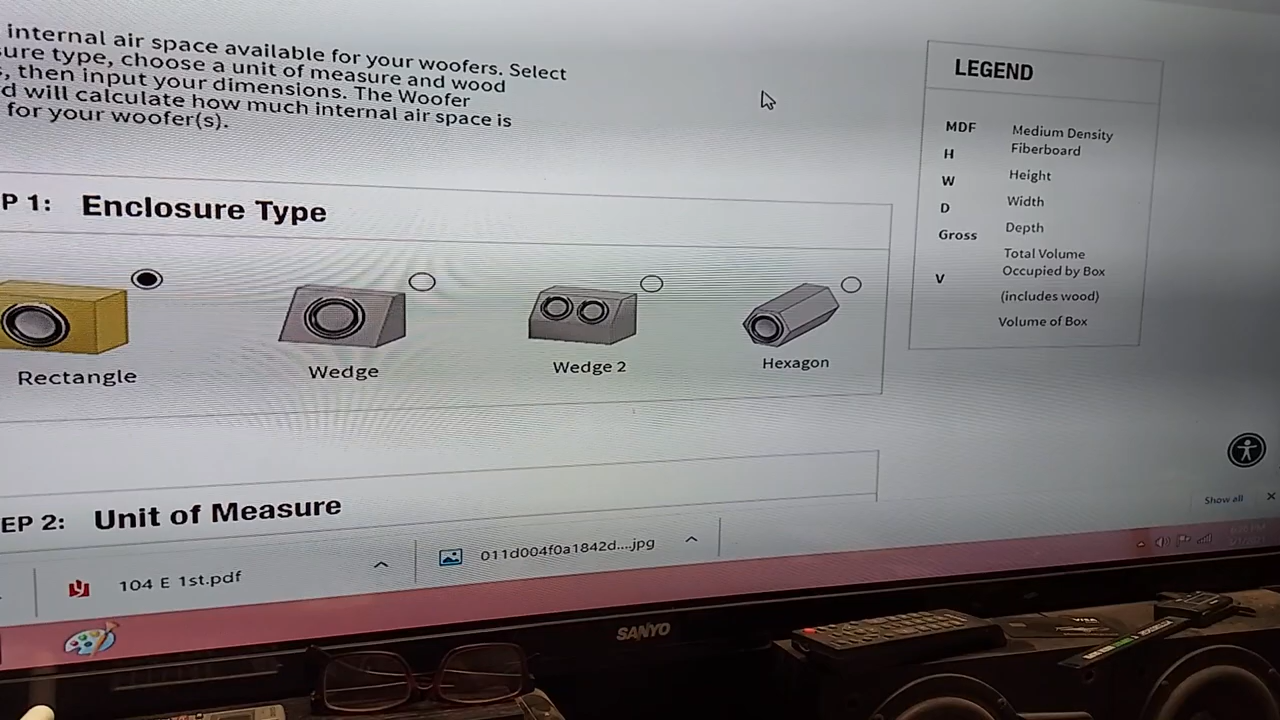 internal air space available for your woofers. Select
sure type, choose a unit of measure and wood
, then input your dimensions. The Woofer
d will calculate how much internal air space is
for your woofer(s).
LEGEND
MDF Medium Density
Fiberboard
H Height
W Width
D Depth
Gross Total Volume
Occupied by Box
(includes wood)
V Volume of Box
P 1: Enclosure Type
Rectangle
Wedge
Wedge 2
Hexagon
EP 2: Unit of Measure
Show all
104 E 1st.pdf
011d004f0a1842d....jpg
SANYO
VISA